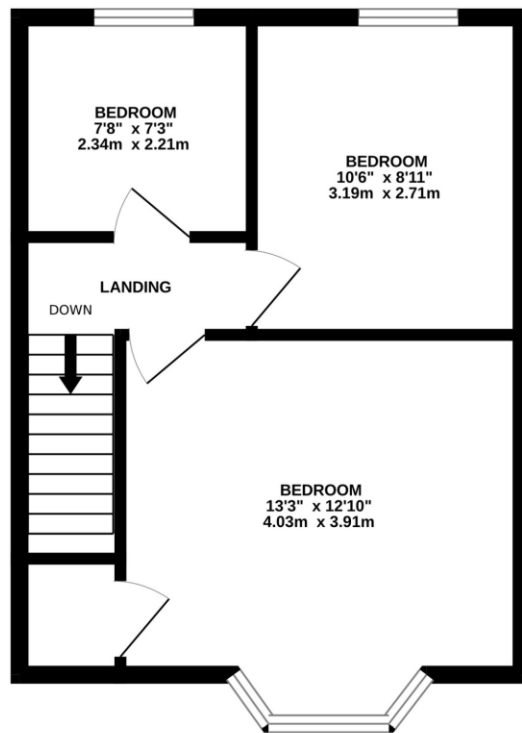 BEDROOM
7'8" x 7'3"
2.34m x 2.21m
BEDROOM
10'6" x 8'11"
3.19m x 2.71m
LANDING
DOWN
BEDROOM
13'3" x 12'10"
4.03m x 3.91m